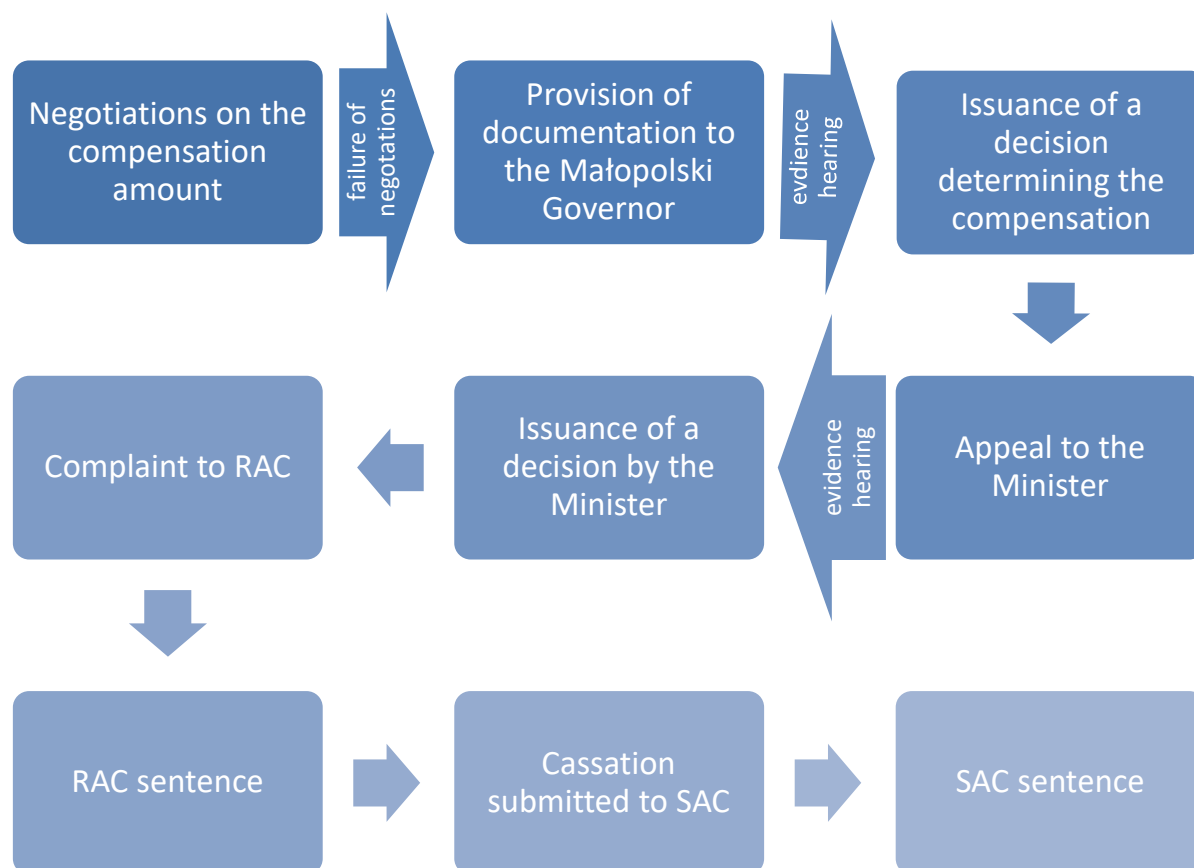 Negotiations on the
compensation
amount
failure of
negotations
Provision of
documentation to
the Małopolski
Governor
evdience
hearing
Issuance of a
decision
determining the
compensation
Appeal to the
Minister
evidence
hearing
Issuance of a
decision by the
Minister
Complaint to RAC
RAC sentence
Cassation
submitted to SAC
SAC sentence